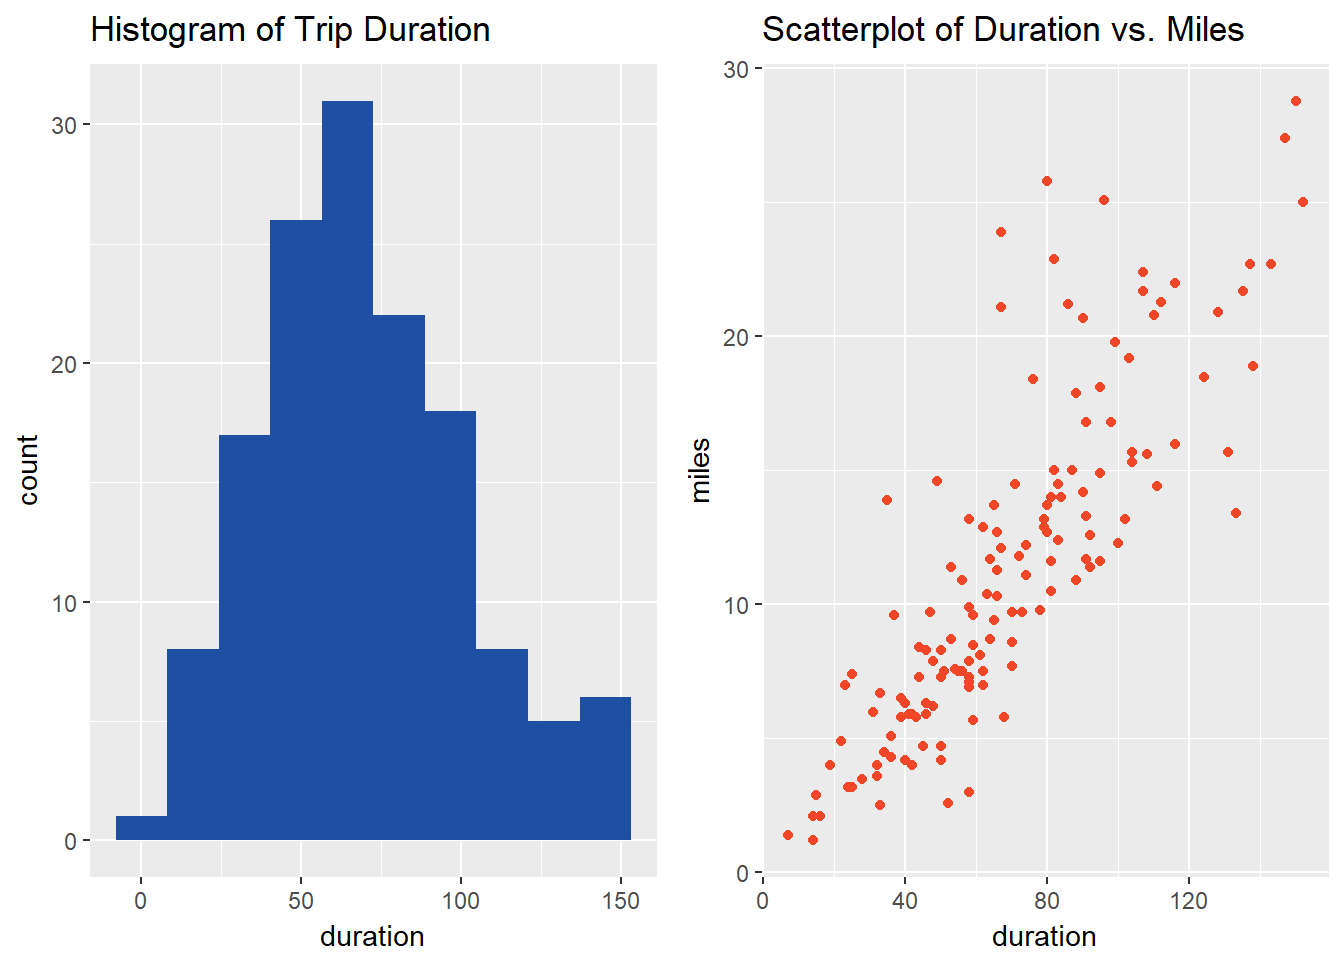 Histogram of Trip Duration
30
20
10
0
count
0 50 100 150
duration
Scatterplot of Duration vs. Miles
30
20
10
0
miles
0 40 80 120
duration